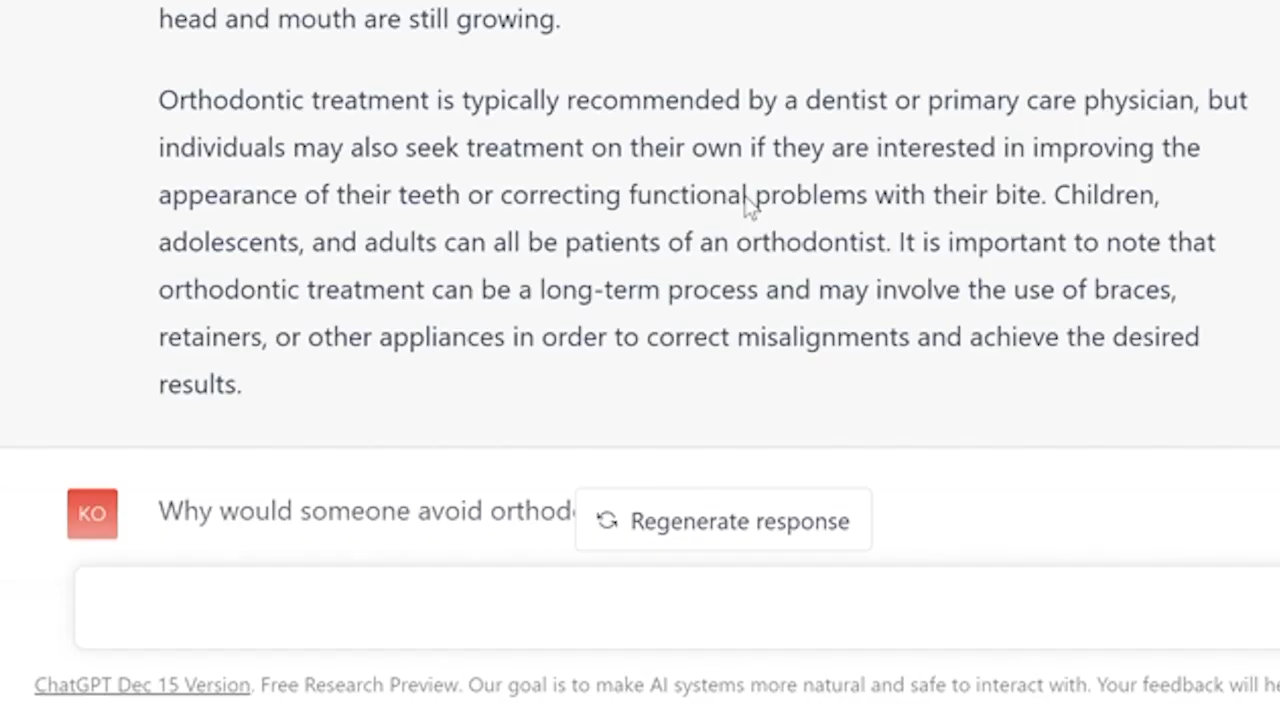 head and mouth are still growing.
Orthodontic treatment is typically recommended by a dentist or primary care physician, but
individuals may also seek treatment on their own if they are interested in improving the
appearance of their teeth or correcting functional problems with their bite. Children,
adolescents, and adults can all be patients of an orthodontist. It is important to note that
orthodontic treatment can be a long-term process and may involve the use of braces,
retainers, or other appliances in order to correct misalignments and achieve the desired
results.
KO
Why would someone avoid orthod
Regenerate response
ChatGPT Dec 15 Version. Free Research Preview. Our goal is to make AI systems more natural and safe to interact with. Your feedback will he